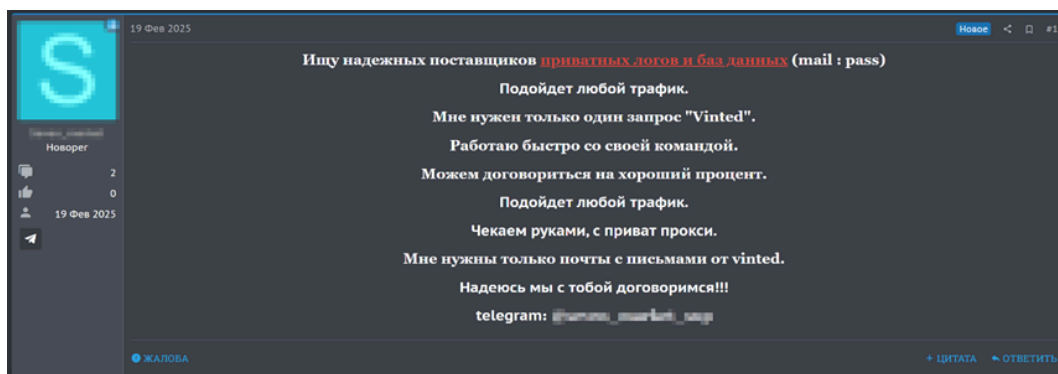 19 Фев 2025
Новое
#1
Новорег
2
0
19 Фев 2025
Ищу надежных поставщиков приватных логов и баз данных (mail : pass)
Подойдет любой трафик.
Мне нужен только один запрос "Vinted".
Работаю быстро со своей командой.
Можем договориться на хороший процент.
Подойдет любой трафик.
Чекаем руками, с приват прокси.
Мне нужны только почты с письмами от vinted.
Надеюсь мы с тобой договоримся!!!
telegram:
ЖАЛОБА
+ ЦИТАТА
ОТВЕТИТЬ